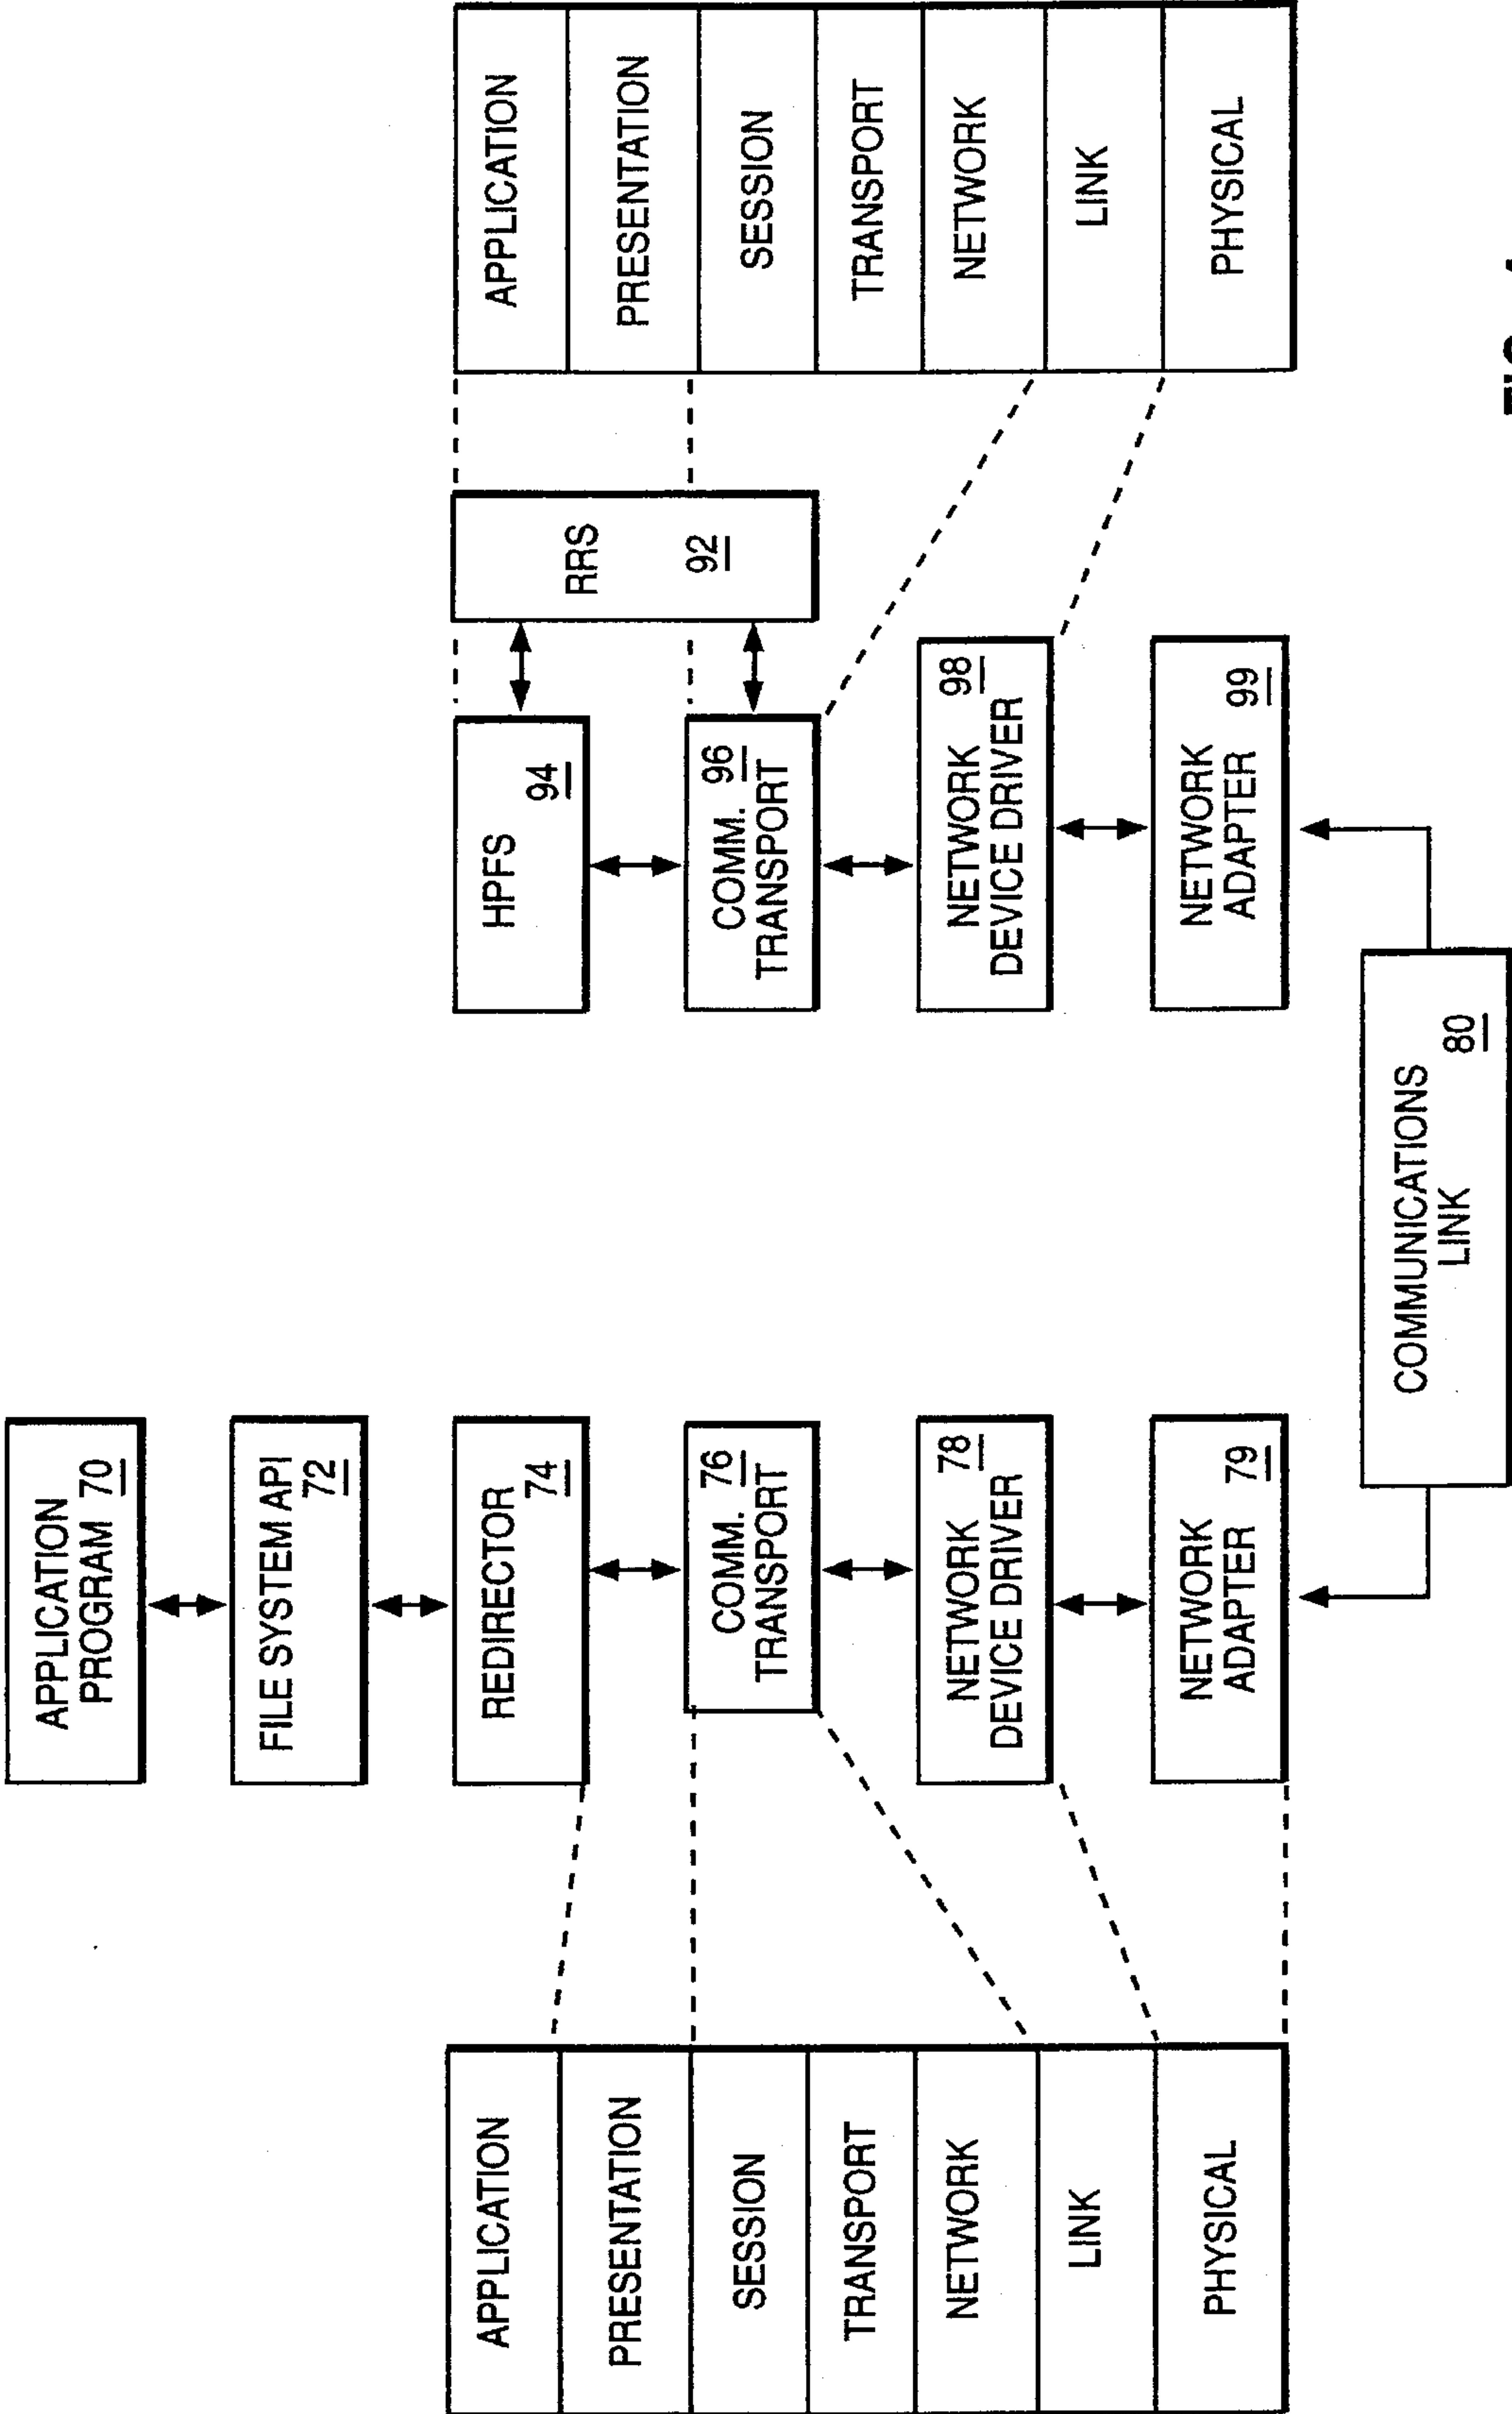 APPLICATION
PRESENTATION
SESSION
TRANSPORT
NETWORK
LINK
PHYSICAL
APPLICATION
PROGRAM 70
FILE SYSTEM API
72
REDIRECTOR
74
COMM. 76
TRANSPORT
NETWORK 78
DEVICE DRIVER
NETWORK
ADAPTER 79
COMMUNICATIONS
LINK 80
HPFS
94
COMM. 96
TRANSPORT
NETWORK 98
DEVICE DRIVER
NETWORK
ADAPTER 99
RRS
92
APPLICATION
PRESENTATION
SESSION
TRANSPORT
NETWORK
LINK
PHYSICAL